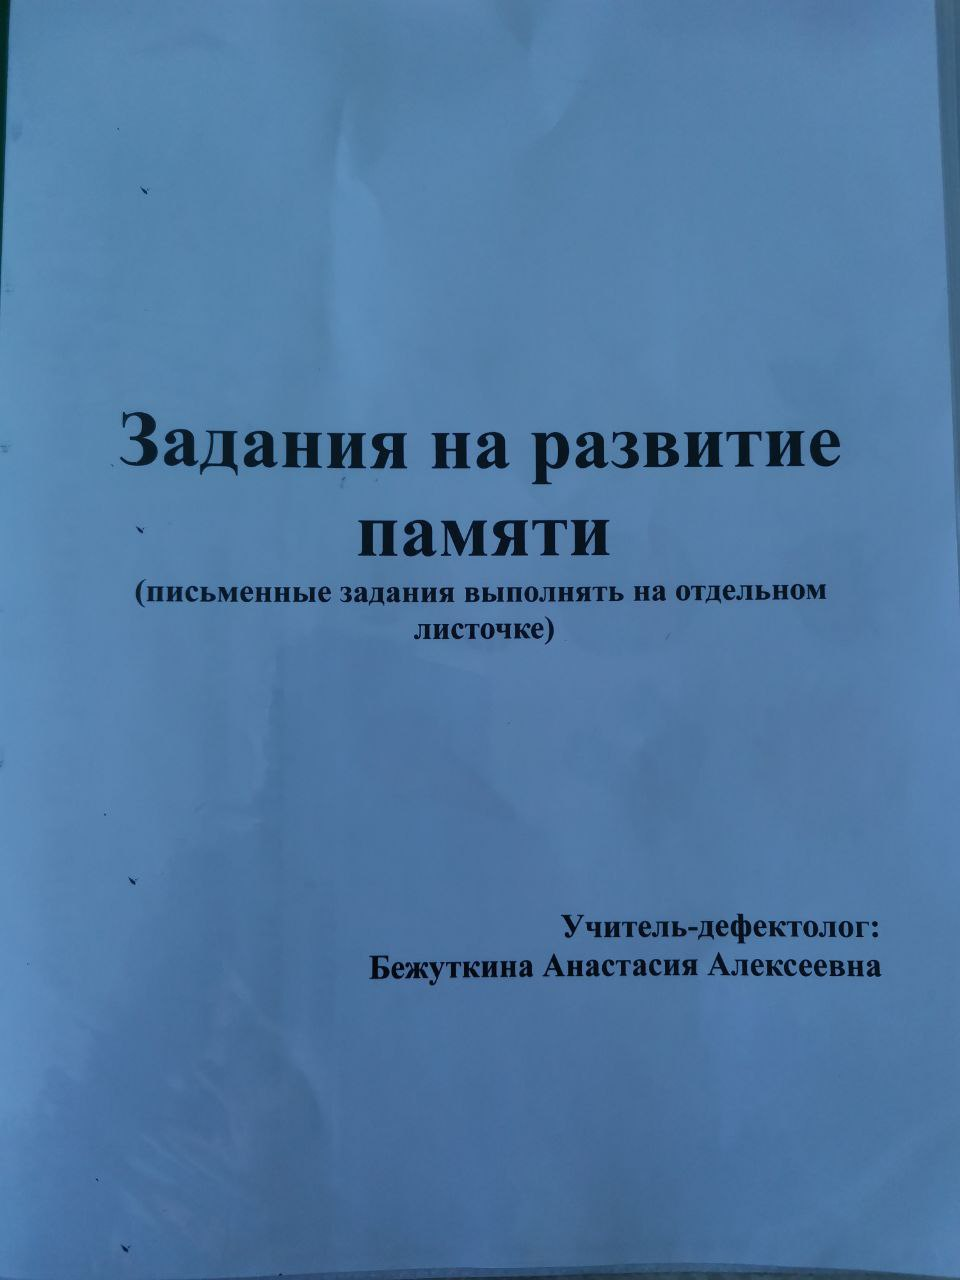 Задания на развитие
памяти
(письменные задания выполнять на отдельном
листочке)
Учитель-дефектолог:
Бежуткина Анастасия Алексеевна